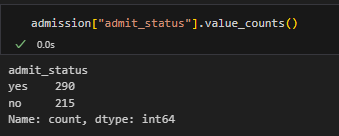 admission["admit_status"].value_counts()
0.0s
admit_status
yes    290
no     215
Name: count, dtype: int64